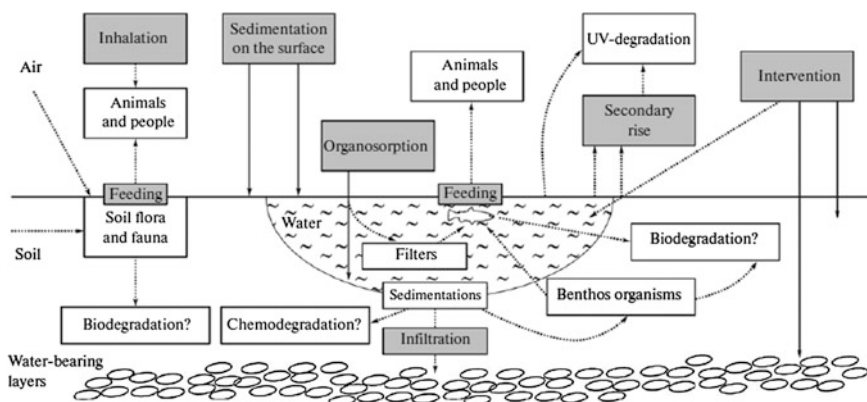 Inhalation
Sedimentation
on the surface
UV-degradation
Air
Animals
and people
Animals
and people
Intervention
Secondary
rise
Organosorption
Feeding
Feeding
Soil flora
and fauna
Water
Soil
Filters
Biodegradation?
Sedimentations
Benthos organisms
Biodegradation?
Chemodegradation?
Infiltration
Water-bearing
layers